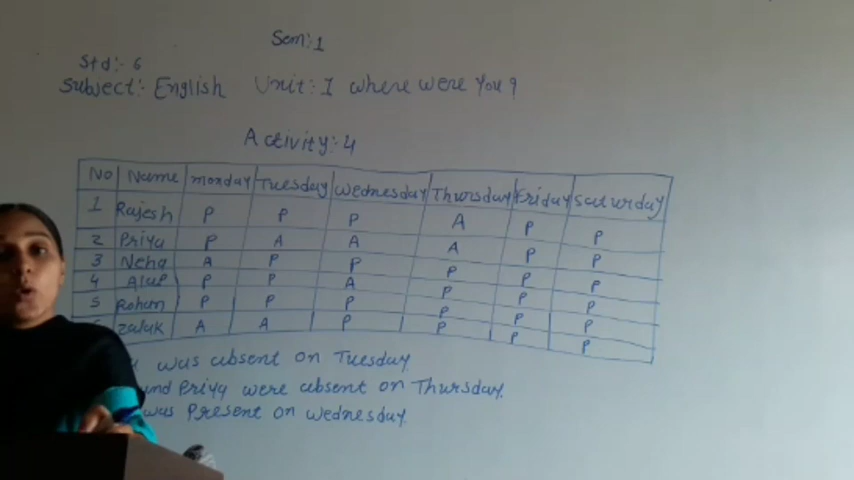 Sem:1
Std:- 6
Subject:- English Unit:-I where were you ?
Activity:-4
No Name monday Tuesday Wednesday Thursday Friday Saturday
1 Rajesh P P P A P P
2 Priya P A A A P P
3 Neha A P P P P P
4 Alap P P A P P P
5 Rohan P P P P P P
Zalak A A P P P P
was absent on Tuesday
and Priya were absent on Thursday.
was Present on Wednesday.